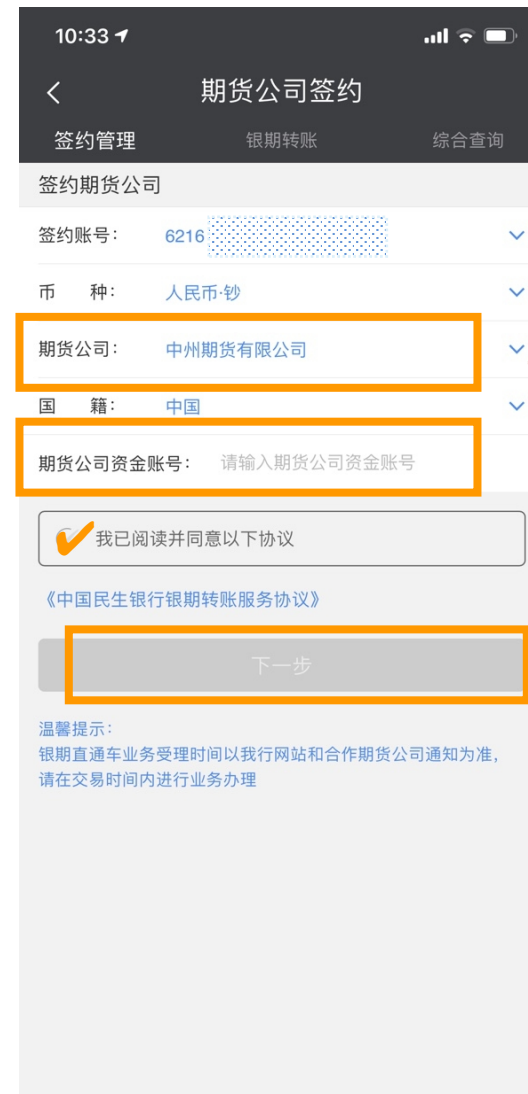 10:33
期货公司签约
签约管理 银期转账 综合查询
签约期货公司
签约账号： 6216
币 种： 人民币·钞
期货公司： 中州期货有限公司
国 籍： 中国
期货公司资金账号： 请输入期货公司资金账号
我已阅读并同意以下协议
《中国民生银行银期转账服务协议》
下一步
温馨提示：
银期直通车业务受理时间以我行网站和合作期货公司通知为准，
请在交易时间内进行业务办理